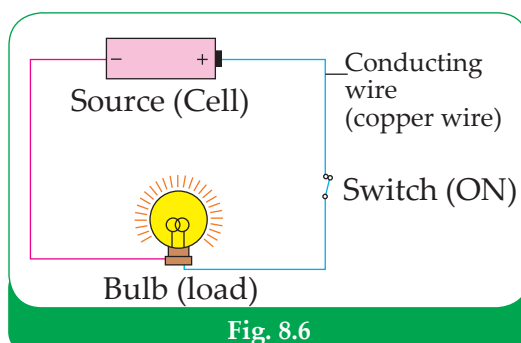 − +
Source (Cell)
Conducting
wire
(copper wire)
Switch (ON)
Bulb (load)
Fig. 8.6